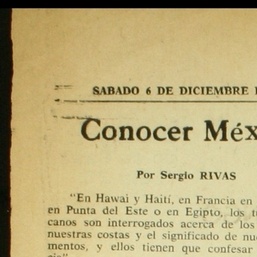 SABADO 6 DE DICIEMBRE
Conocer Méx
Por Sergio RIVAS
"En Hawai y Haití, en Francia en
en Punta del Este o en Egipto, los t
canos son interrogados acerca de los
nuestras costas y el significado de nu
mentos, y ellos tienen que confesar